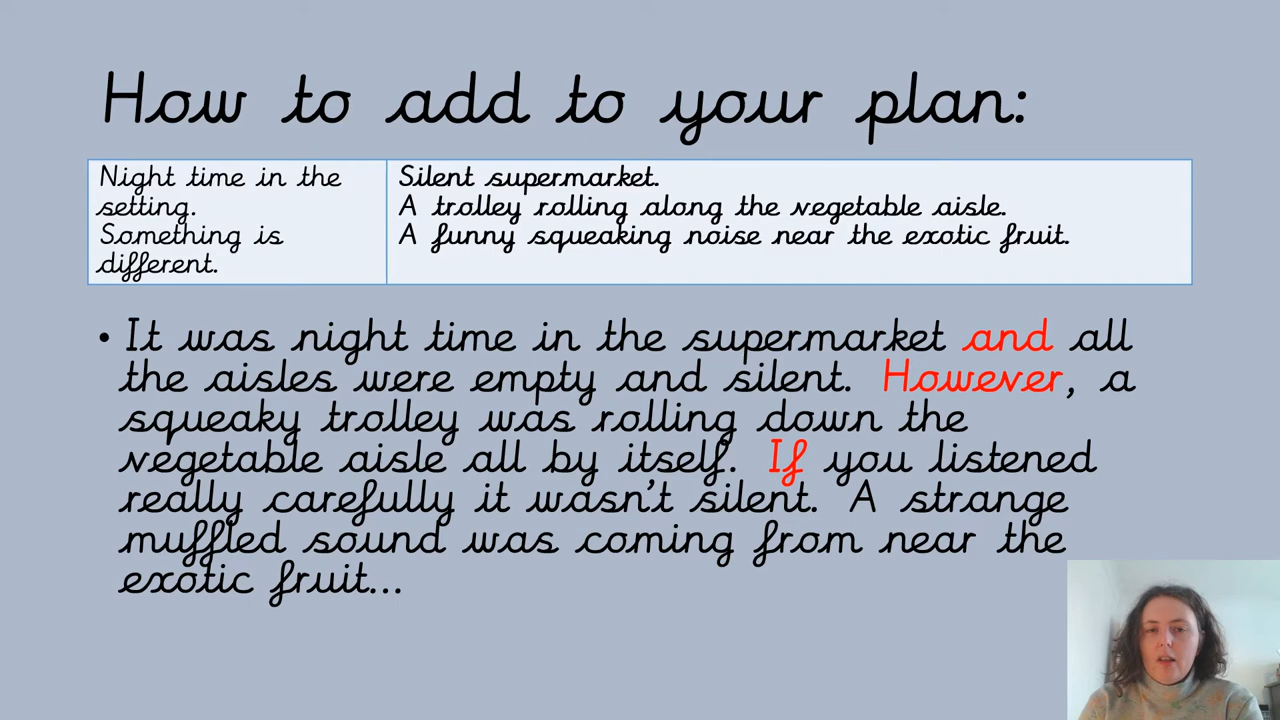 How to add to your plan:
Night time in the
setting.
Something is
different.
Silent supermarket.
A trolley rolling along the vegetable aisle.
A funny squeaking noise near the exotic fruit.
• It was night time in the supermarket and all
the aisles were empty and silent. However, a
squeaky trolley was rolling down the
vegetable aisle all by itself. If you listened
really carefully it wasn't silent. A strange
muffled sound was coming from near the
exotic fruit...